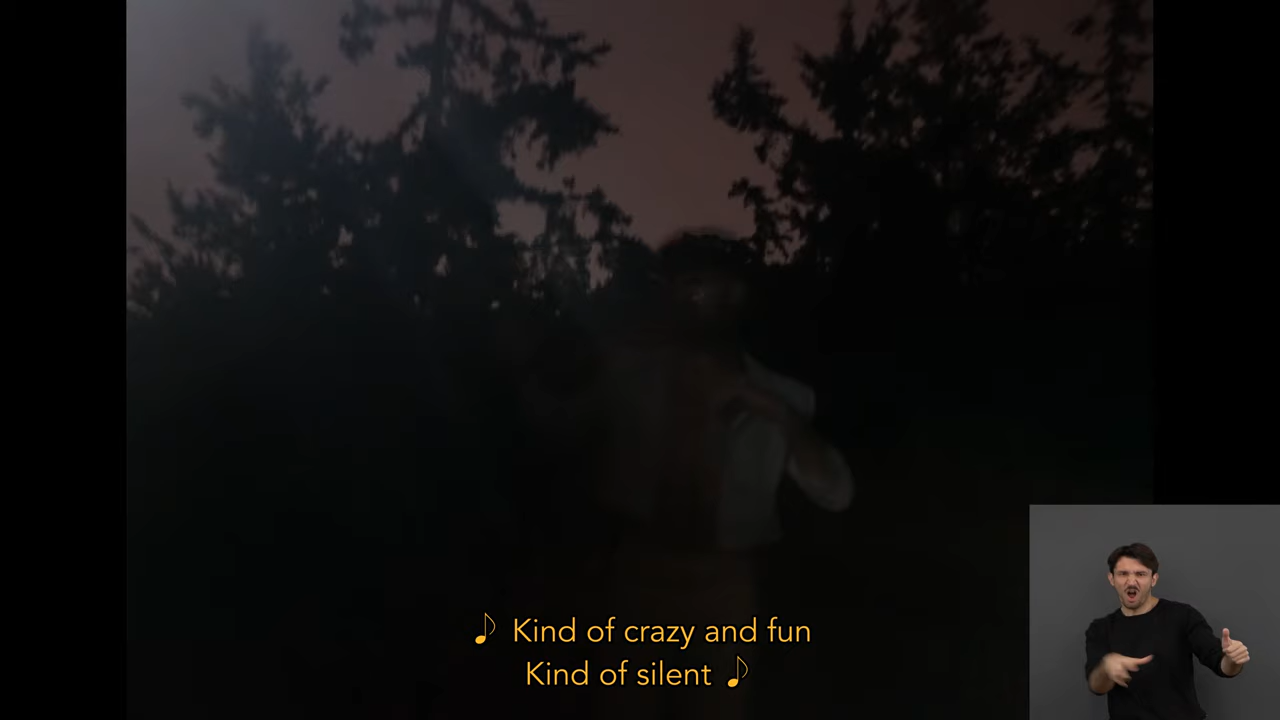 ♪ Kind of crazy and fun
Kind of silent ♪